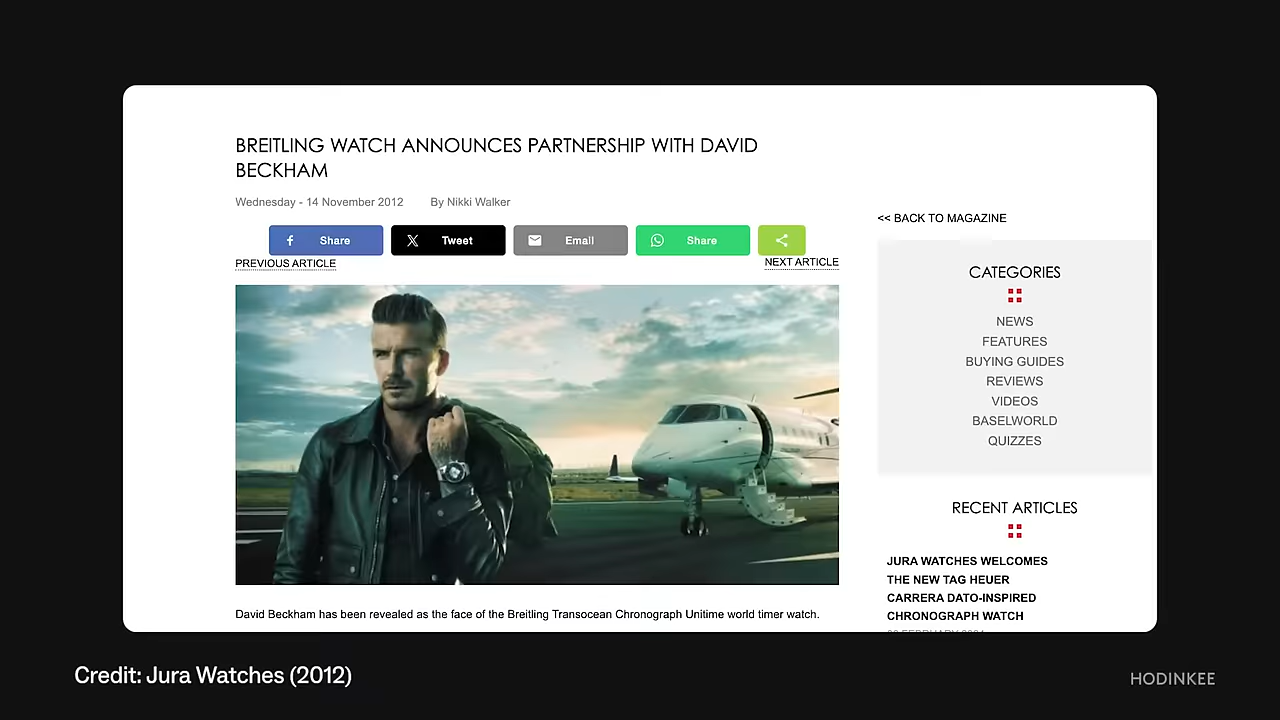 BREITLING WATCH ANNOUNCES PARTNERSHIP WITH DAVID
BECKHAM
Wednesday - 14 November 2012 By Nikki Walker
Share Tweet Email Share
PREVIOUS ARTICLE NEXT ARTICLE
David Beckham has been revealed as the face of the Breitling Transocean Chronograph Unitime world timer watch.
<< BACK TO MAGAZINE
CATEGORIES
NEWS
FEATURES
BUYING GUIDES
REVIEWS
VIDEOS
BASELWORLD
QUIZZES
RECENT ARTICLES
JURA WATCHES WELCOMES
THE NEW TAG HEUER
CARRERA DATO-INSPIRED
CHRONOGRAPH WATCH
Credit: Jura Watches (2012)
HODINKEE